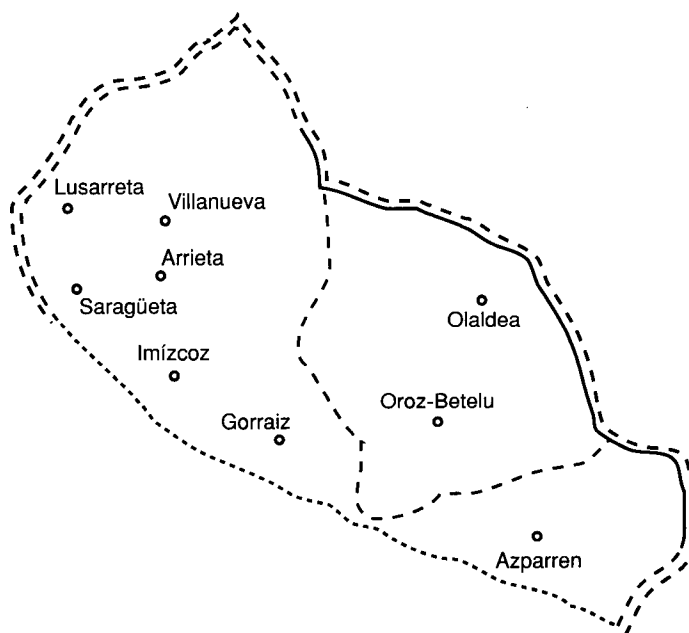 Lusarreta
Villanueva
Arrieta
Saragüeta
Olaldea
Imízcoz
Oroz-Betelu
Gorraiz
Azparren